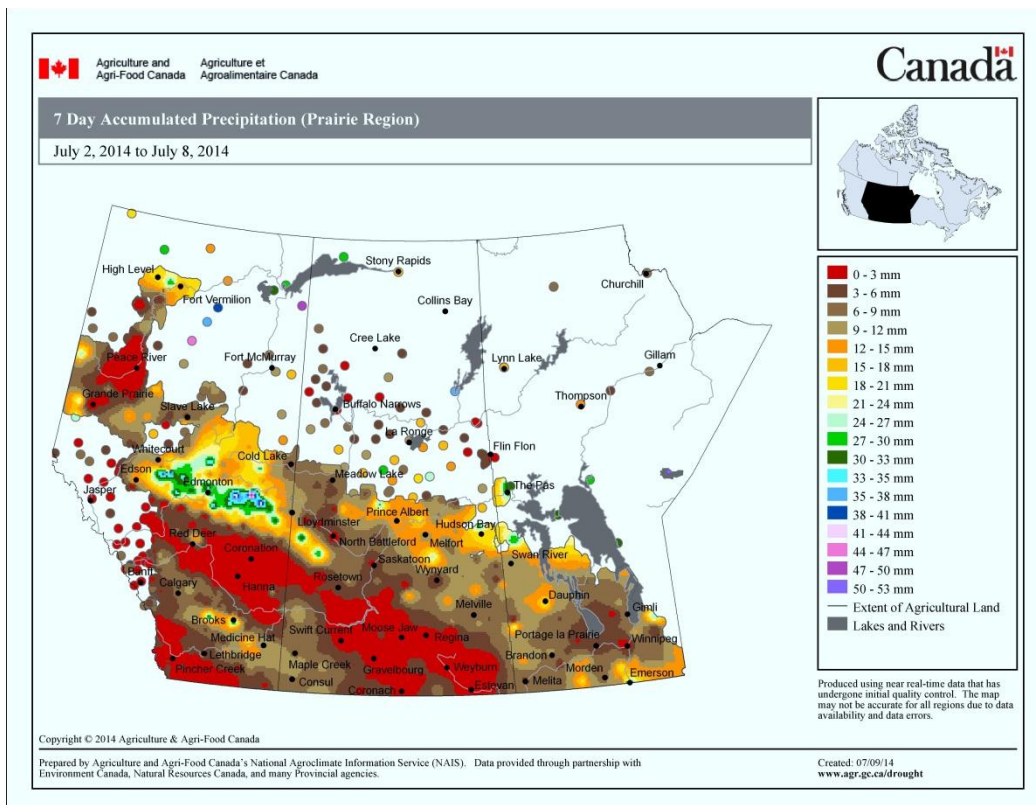 Agriculture and
Agri-Food Canada
Agriculture et
Agroalimentaire Canada
Canada
7 Day Accumulated Precipitation (Prairie Region)
July 2, 2014 to July 8, 2014
Stony Rapids
High Level
Churchill
Fort Vermilion
Collins Bay
Cree Lake
Peace River
Fort McMurray
Lynn Lake
Gillam
Grande Prairie
Thompson
Slave Lake
Buffalo Narrows
La Ronge
Whitecourt
Flin Flon
Cold Lake
Edson
Meadow Lake
Jasper
Edmonton
The Pas
Lloydminster
Prince Albert
Hudson Bay
Red Deer
North Battleford
Melfort
Coronation
Saskatoon
Swan River
Banff
Hanna
Rosetown
Wynyard
Calgary
Dauphin
Melville
Gimli
Brooks
Swift Current
Moose Jaw
Regina
Portage la Prairie
Winnipeg
Medicine Hat
Lethbridge
Maple Creek
Brandon
Pincher Creek
Gravelbourg
Weyburn
Morden
Emerson
Consul
Coronach
Estevan
Melita
0 - 3 mm
3 - 6 mm
6 - 9 mm
9 - 12 mm
12 - 15 mm
15 - 18 mm
18 - 21 mm
21 - 24 mm
24 - 27 mm
27 - 30 mm
30 - 33 mm
33 - 35 mm
35 - 38 mm
38 - 41 mm
41 - 44 mm
44 - 47 mm
47 - 50 mm
50 - 53 mm
Extent of Agricultural Land
Lakes and Rivers
Produced using near real-time data that has
undergone initial quality control. The map
may not be accurate for all regions due to data
availability and data errors.
Copyright © 2014 Agriculture & Agri-Food Canada
Prepared by Agriculture and Agri-Food Canada's National Agroclimate Information Service (NAIS). Data provided through partnership with
Environment Canada, Natural Resources Canada, and many Provincial agencies.
Created: 07/09/14
www.agr.gc.ca/drought